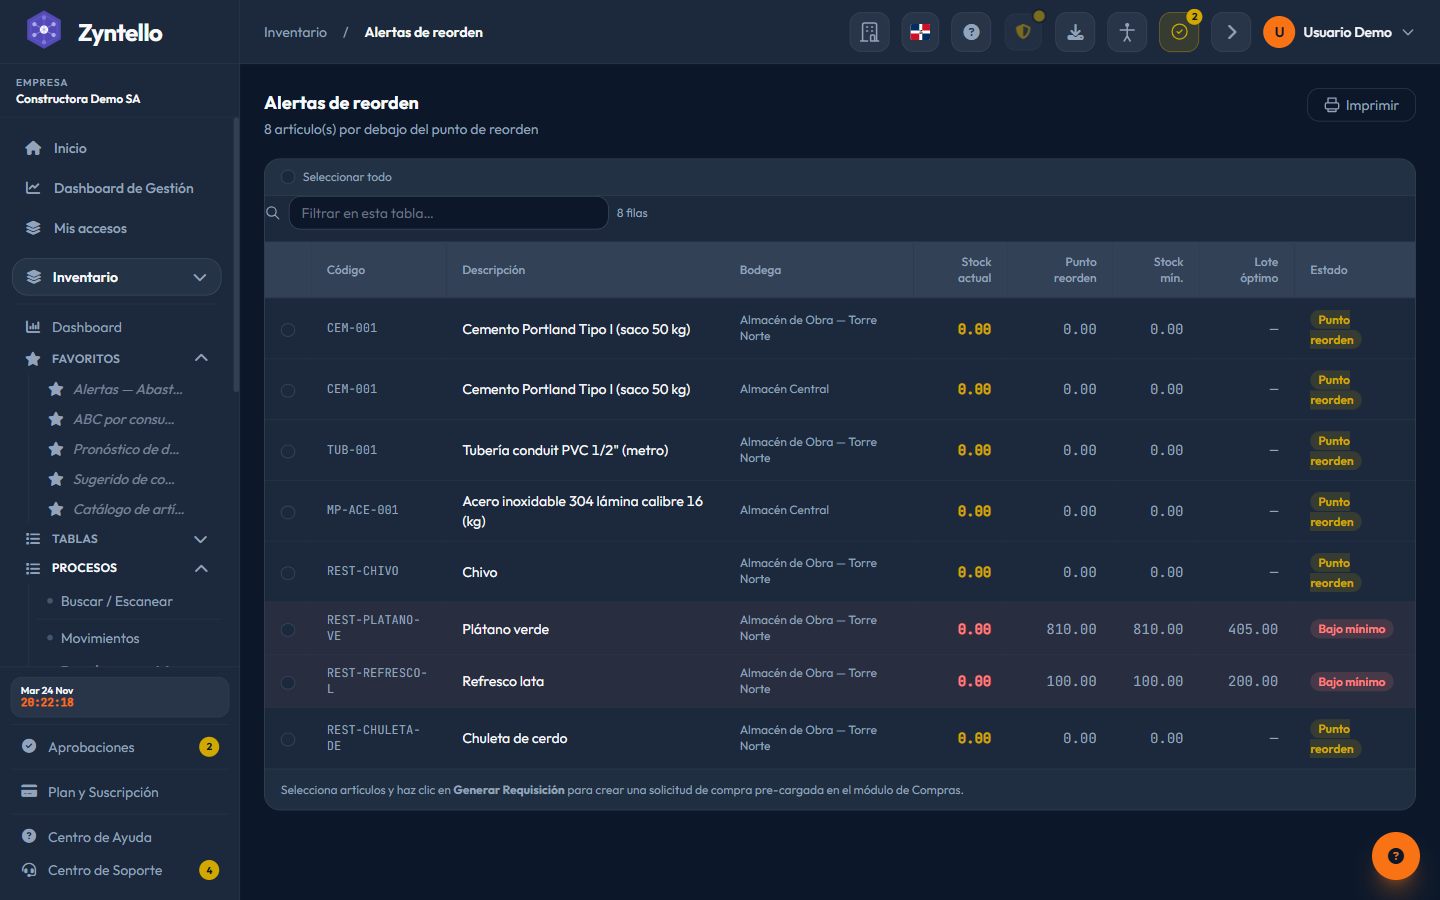 Zyntello
Inventario / Alertas de reorden
2
U
Usuario Demo
EMPRESA
Constructora Demo SA
Inicio
Dashboard de Gestión
Mis accesos
Inventario
Dashboard
FAVORITOS
Alertas — Abast...
ABC por consu...
Pronóstico de d...
Sugerido de co...
Catálogo de artí...
TABLAS
PROCESOS
Buscar / Escanear
Movimientos
Mar 24 Nov
20:22:18
Aprobaciones 2
Plan y Suscripción
Centro de Ayuda
Centro de Soporte 4
Alertas de reorden
8 artículo(s) por debajo del punto de reorden
Imprimir
Seleccionar todo
Filtrar en esta tabla... 8 filas
Código Descripción Bodega Stock actual Punto reorden Stock mín. Lote óptimo Estado
CEM-001 Cemento Portland Tipo I (saco 50 kg) Almacén de Obra — Torre Norte 0.00 0.00 0.00 — Punto reorden
CEM-001 Cemento Portland Tipo I (saco 50 kg) Almacén Central 0.00 0.00 0.00 — Punto reorden
TUB-001 Tubería conduit PVC 1/2" (metro) Almacén de Obra — Torre Norte 0.00 0.00 0.00 — Punto reorden
MP-ACE-001 Acero inoxidable 304 lámina calibre 16 (kg) Almacén Central 0.00 0.00 0.00 — Punto reorden
REST-CHIVO Chivo Almacén de Obra — Torre Norte 0.00 0.00 0.00 — Punto reorden
REST-PLATANO-VE Plátano verde Almacén de Obra — Torre Norte 0.00 810.00 810.00 405.00 Bajo mínimo
REST-REFRESCO-L Refresco lata Almacén de Obra — Torre Norte 0.00 100.00 100.00 200.00 Bajo mínimo
REST-CHULETA-DE Chuleta de cerdo Almacén de Obra — Torre Norte 0.00 0.00 0.00 — Punto reorden
Selecciona artículos y haz clic en Generar Requisición para crear una solicitud de compra pre-cargada en el módulo de Compras.